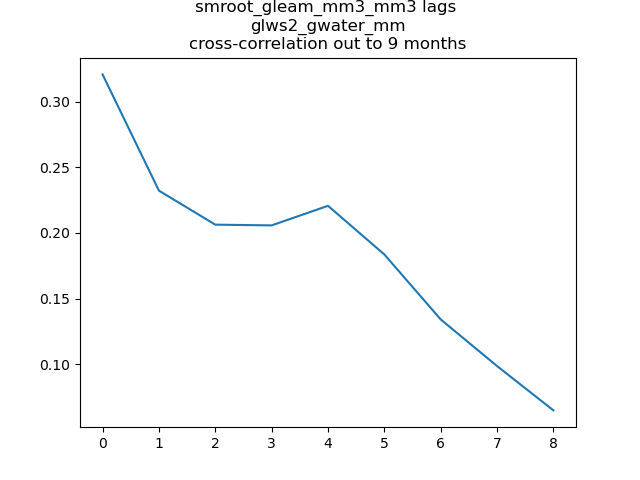 smroot_gleam_mm3_mm3 lags
glws2_gwater_mm
cross-correlation out to 9 months
0.30
0.25
0.20
0.15
0.10
0 1 2 3 4 5 6 7 8